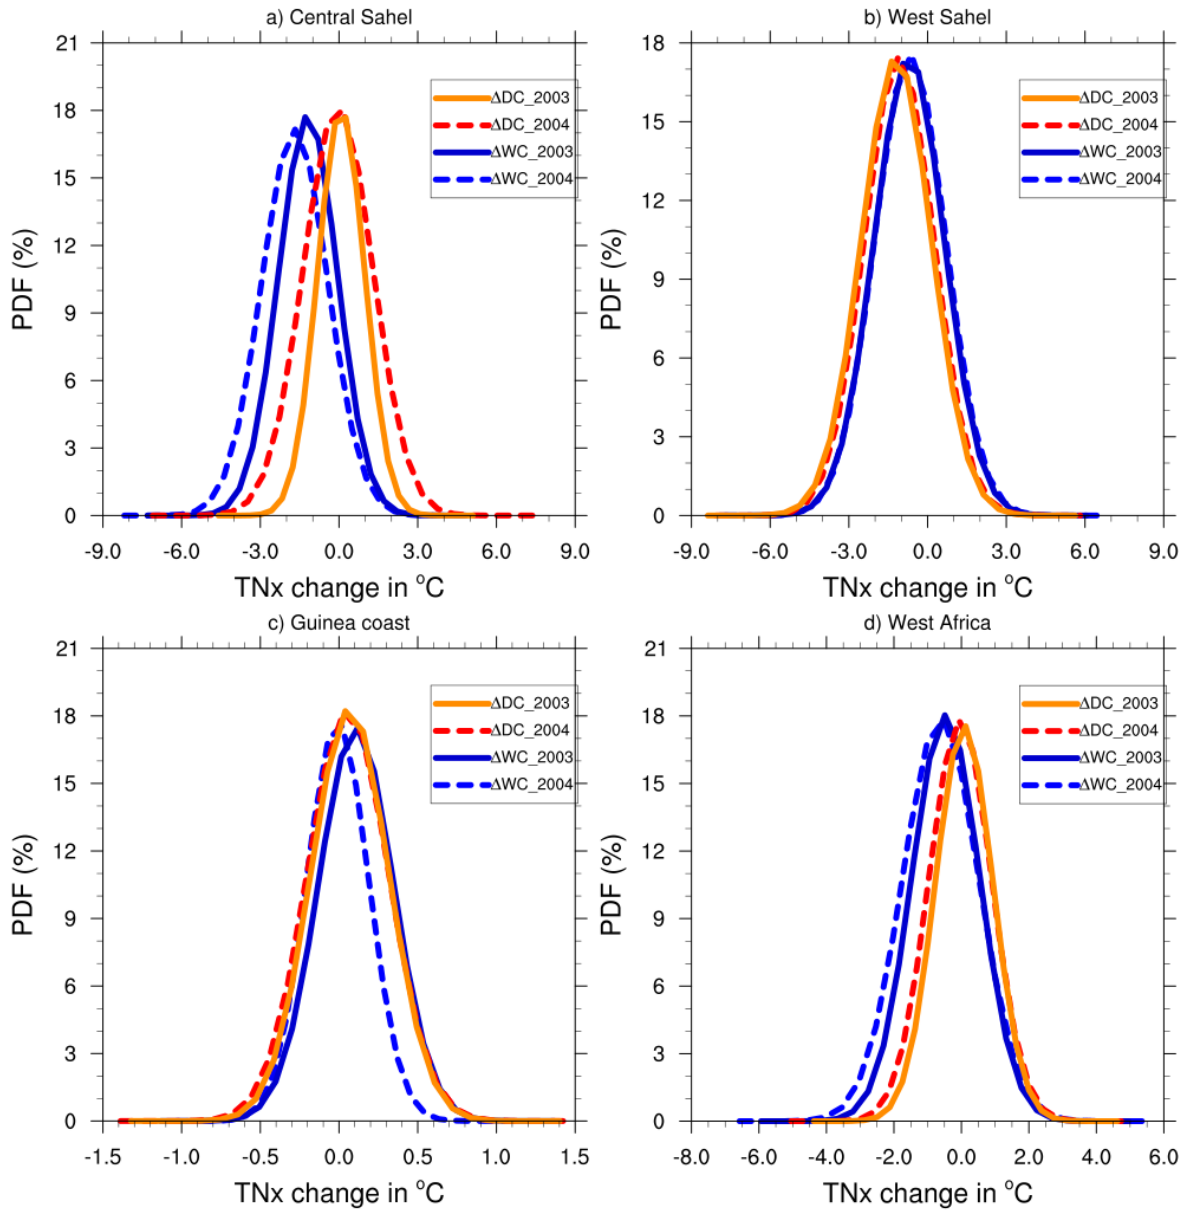 a) Central Sahel
21
18
15
12
9
6
3
0
PDF (%)
ΔDC_2003
ΔDC_2004
ΔWC_2003
ΔWC_2004
-9.0 -6.0 -3.0 0.0 3.0 6.0 9.0
TNx change in °C
b) West Sahel
18
15
12
9
6
3
0
PDF (%)
ΔDC_2003
ΔDC_2004
ΔWC_2003
ΔWC_2004
-9.0 -6.0 -3.0 0.0 3.0 6.0 9.0
TNx change in °C
c) Guinea coast
21
18
15
12
9
6
3
0
PDF (%)
ΔDC_2003
ΔDC_2004
ΔWC_2003
ΔWC_2004
-1.5 -1.0 -0.5 0.0 0.5 1.0 1.5
TNx change in °C
d) West Africa
21
18
15
12
9
6
3
0
PDF (%)
ΔDC_2003
ΔDC_2004
ΔWC_2003
ΔWC_2004
-8.0 -6.0 -4.0 -2.0 0.0 2.0 4.0 6.0
TNx change in °C